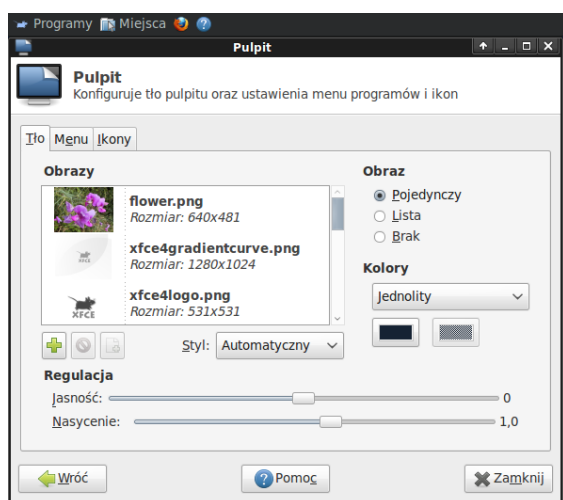 Programy Miejsca
Pulpit
Pulpit
Konfiguruje tło pulpitu oraz ustawienia menu programów i ikon
Tło Menu Ikony
Obrazy
flower.png
Rozmiar: 640x481
xfce4gradientcurve.png
Rozmiar: 1280x1024
XFCE
xfce4logo.png
Rozmiar: 531x531
Styl: Automatyczny
Obraz
Pojedynczy
Lista
Brak
Kolory
Jednolity
Regulacja
Jasność: 0
Nasycenie: 1,0
Wróć Pomoc Zamknij